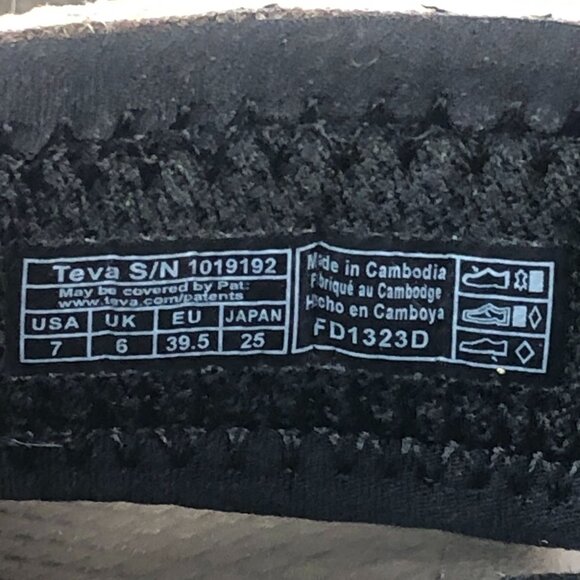 Teva S/N 1019192
May be covered by Pat:
www.teva.com/patents
USA UK EU JAPAN
7 6 39.5 25
Made in Cambodia
Fabriqué au Cambodge
Hecho en Camboya
FD1323D